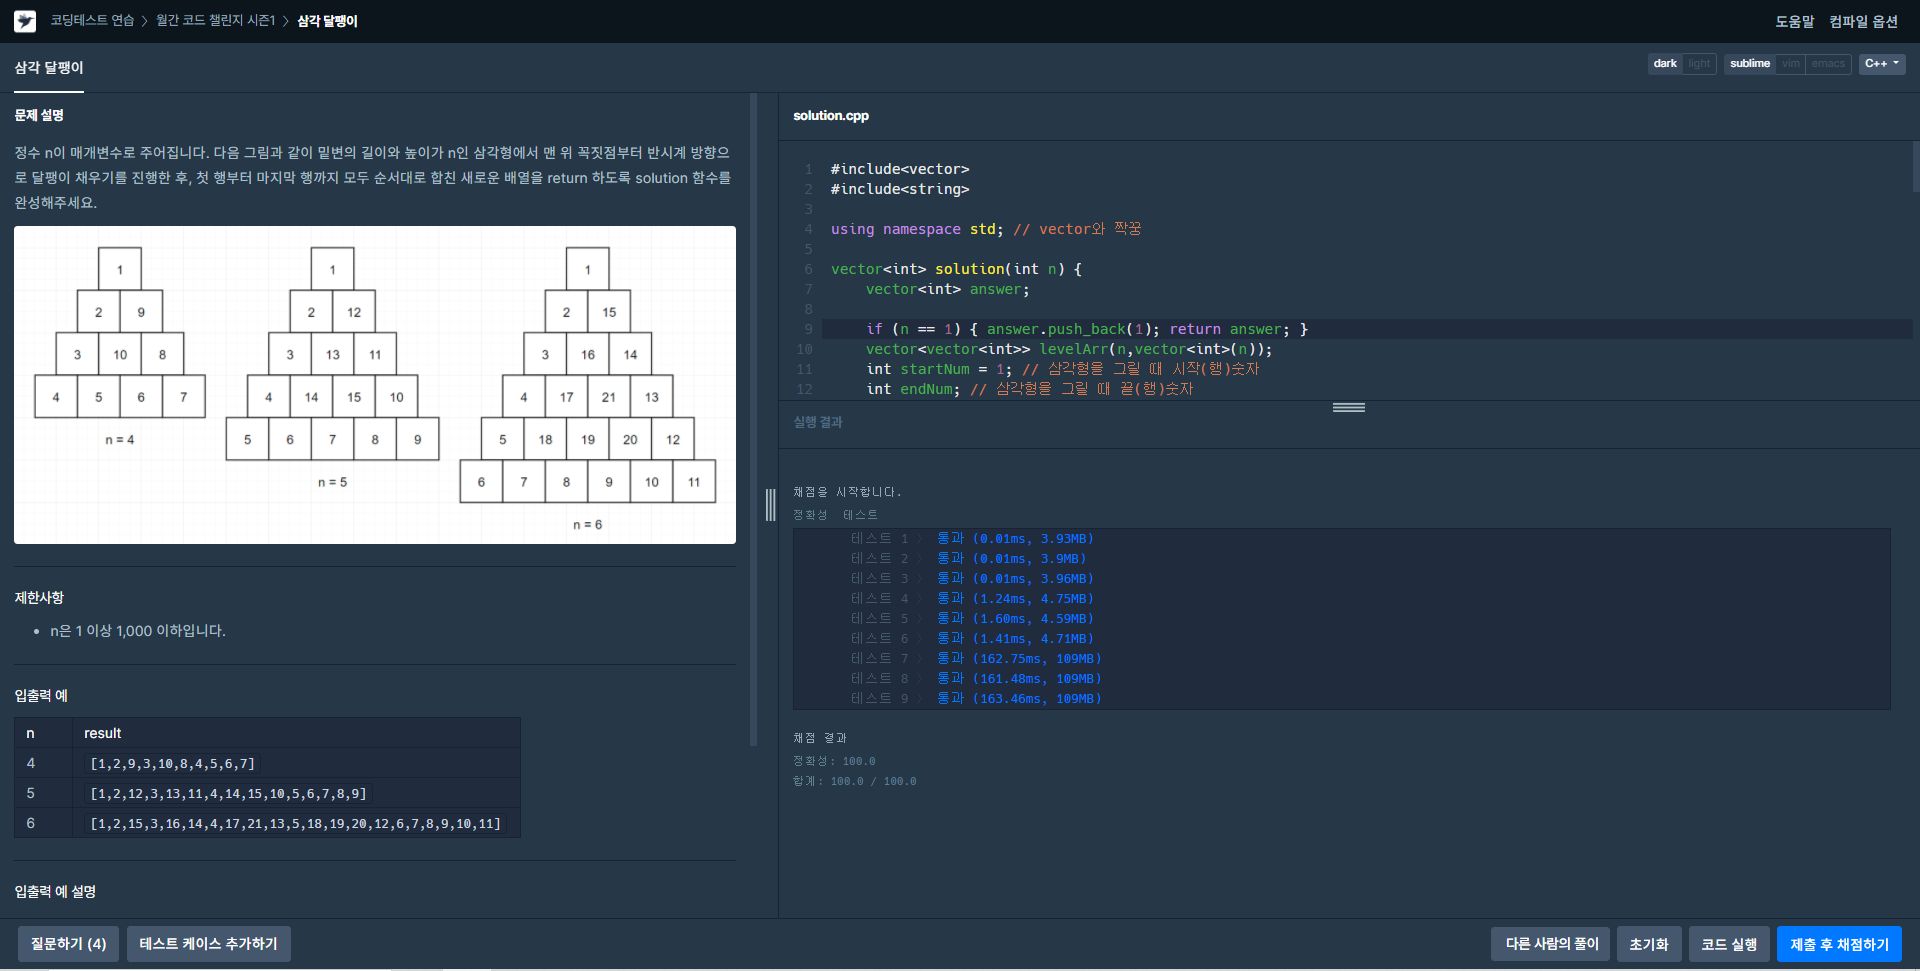 코딩테스트 연습 > 월간 코드 챌린지 시즌1 > 삼각 달팽이
도움말 컴파일 옵션
삼각 달팽이
dark light sublime vim emacs C++
문제 설명
정수 n이 매개변수로 주어집니다. 다음 그림과 같이 밑변의 길이와 높이가 n인 삼각형에서 맨 위 꼭짓점부터 반시계 방향으
로 달팽이 채우기를 진행한 후, 첫 행부터 마지막 행까지 모두 순서대로 합친 새로운 배열을 return 하도록 solution 함수를
완성해주세요.
1
2 9
3 10 8
4 5 6 7
n = 4
1
2 12
3 13 11
4 14 15 10
5 6 7 8 9
n = 5
1
2 15
3 16 14
4 17 21 13
5 18 19 20 12
6 7 8 9 10 11
n = 6
제한사항
• n은 1 이상 1,000 이하입니다.
입출력 예
n result
4 [1,2,9,3,10,8,4,5,6,7]
5 [1,2,12,3,13,11,4,14,15,10,5,6,7,8,9]
6 [1,2,15,3,16,14,4,17,21,13,5,18,19,20,12,6,7,8,9,10,11]
입출력 예 설명
solution.cpp
1 #include<vector>
2 #include<string>
3
4 using namespace std; // vector와 짝꿍
5
6 vector<int> solution(int n) {
7 vector<int> answer;
8
9 if (n == 1) { answer.push_back(1); return answer; }
10 vector<vector<int>> levelArr(n,vector<int>(n));
11 int startNum = 1; // 삼각형을 그릴 때 시작(행)숫자
12 int endNum; // 삼각형을 그릴 때 끝(행)숫자
실행 결과
채점을 시작합니다.
정확성 테스트
테스트 1 > 통과 (0.01ms, 3.93MB)
테스트 2 > 통과 (0.01ms, 3.9MB)
테스트 3 > 통과 (0.01ms, 3.96MB)
테스트 4 > 통과 (1.24ms, 4.75MB)
테스트 5 > 통과 (1.60ms, 4.59MB)
테스트 6 > 통과 (1.41ms, 4.71MB)
테스트 7 > 통과 (162.75ms, 109MB)
테스트 8 > 통과 (161.48ms, 109MB)
테스트 9 > 통과 (163.46ms, 109MB)
채점 결과
정확성: 100.0
합계: 100.0 / 100.0
질문하기 (4) 테스트 케이스 추가하기
다른 사람의 풀이 초기화 코드 실행 제출 후 채점하기